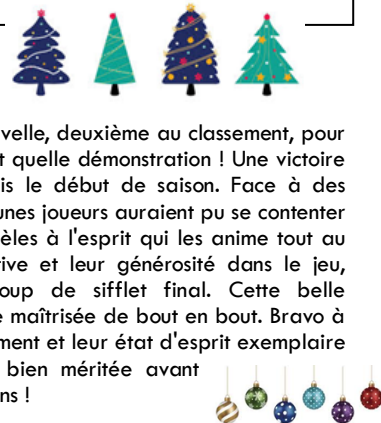 velle, deuxième au classement, pour
t quelle démonstration ! Une victoire
is le début de saison. Face à des
unes joueurs auraient pu se contenter
èles à l'esprit qui les anime tout au
ive et leur générosité dans le jeu,
oup de sifflet final. Cette belle
e maîtrisée de bout en bout. Bravo à
ment et leur état d'esprit exemplaire
bien méritée avant
ns !